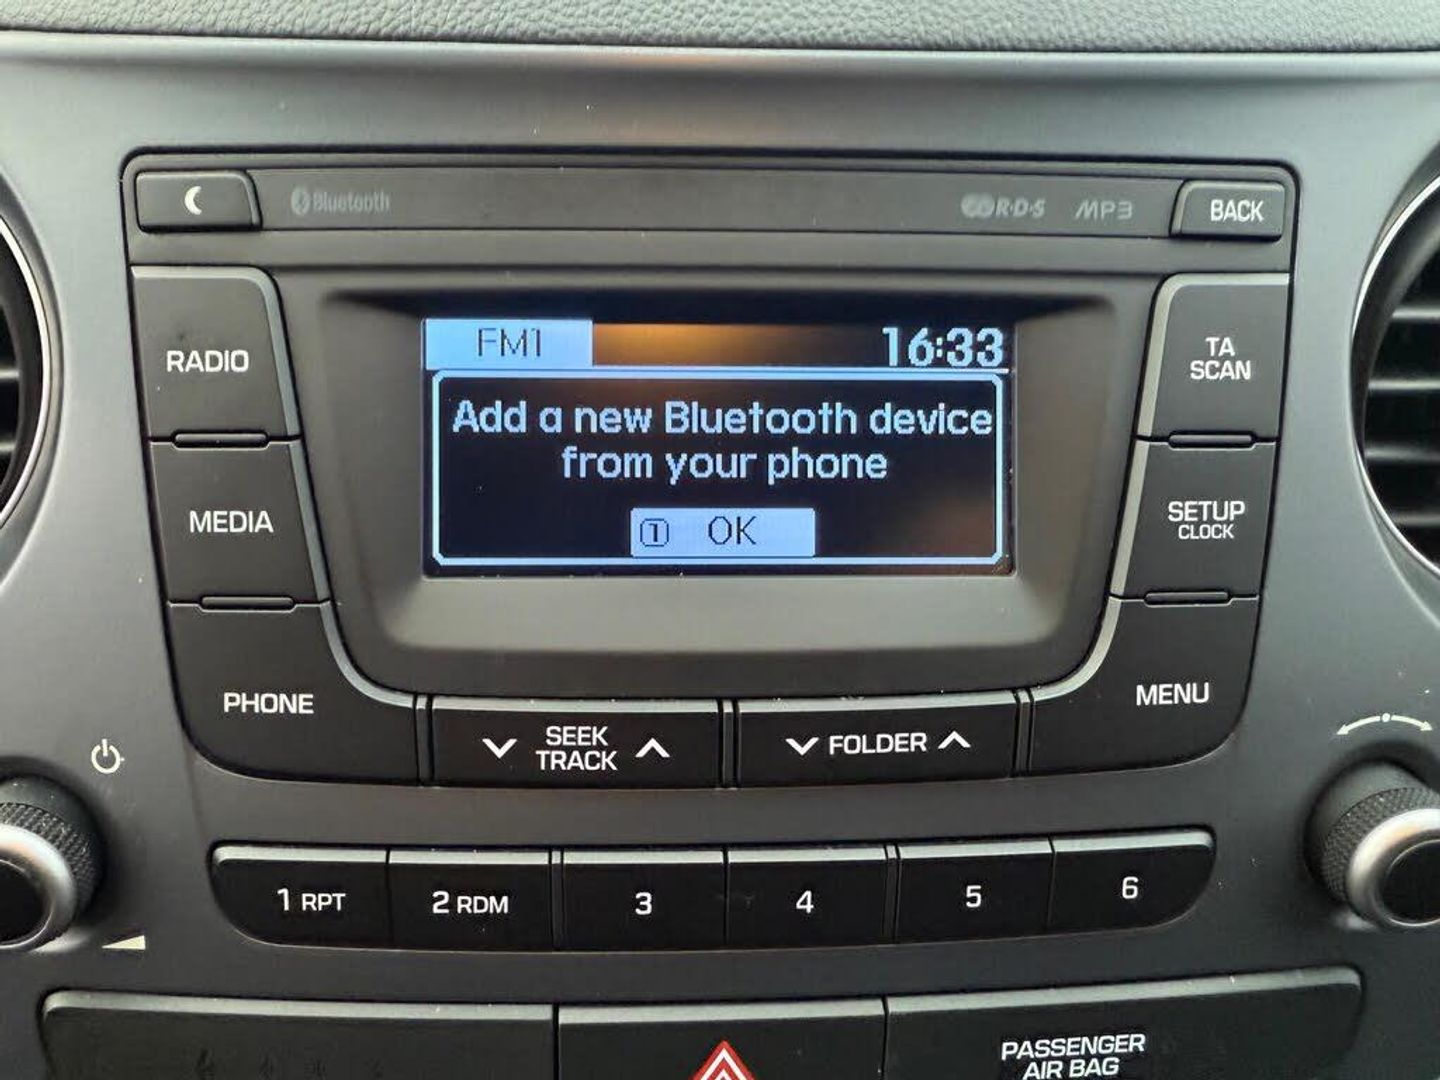 Bluetooth
R·D·S MP3
BACK
RADIO
FM1
16:33
TA
SCAN
Add a new Bluetooth device
from your phone
① OK
MEDIA
SETUP
CLOCK
PHONE
SEEK
TRACK
FOLDER
MENU
1 RPT
2 RDM
3
4
5
6
PASSENGER
AIR BAG